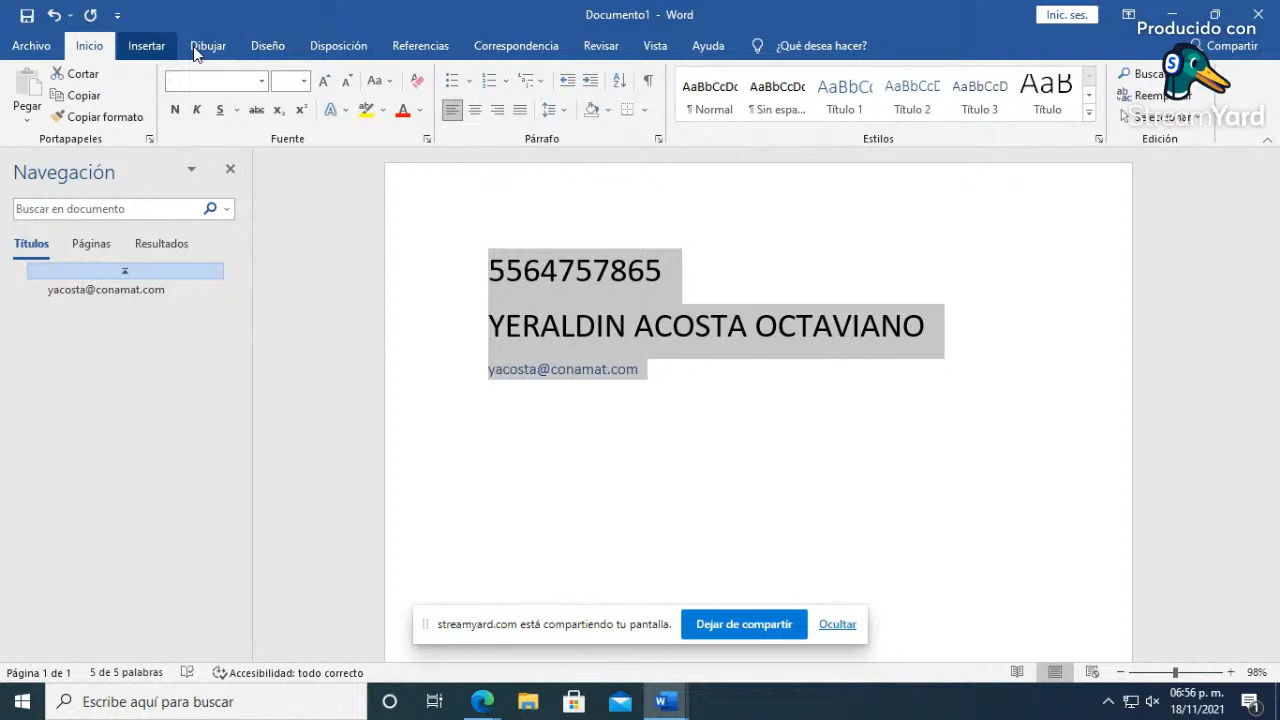 Documento1 - Word
Inic. ses.
Producido con
Archivo Inicio Insertar Dibujar Diseño Disposición Referencias Correspondencia Revisar Vista Ayuda ¿Qué desea hacer? Compartir
Pegar
Cortar
Copiar
Copiar formato
Portapapeles
Aa
N K S abc x₂ x² A A
Fuente
Párrafo
AaBbCcDc AaBbCcDc AaBbCc AaBbCcD AaBbCcD AaB
¶ Normal ¶ Sin espa... Título 1 Título 2 Título 3 Título
Estilos
StreamYard
Edición
Navegación
Buscar en documento
Títulos Páginas Resultados
yacosta@conamat.com
5564757865
YERALDIN ACOSTA OCTAVIANO
yacosta@conamat.com
streamyard.com está compartiendo tu pantalla. Dejar de compartir Ocultar
Página 1 de 1 5 de 5 palabras Accesibilidad: todo correcto 98%
Escribe aquí para buscar
06:56 p. m.
18/11/2021